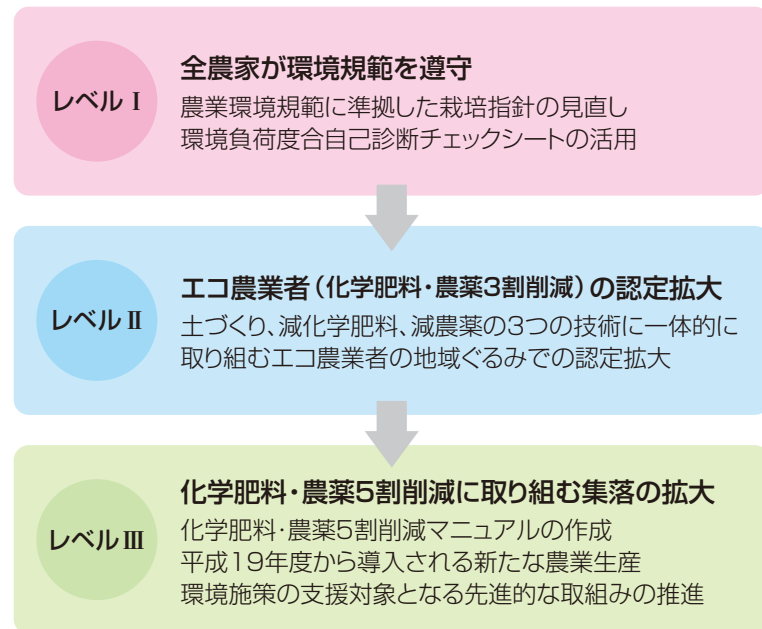 レベルⅠ
全農家が環境規範を遵守
農業環境規範に準拠した栽培指針の見直し
環境負荷度合自己診断チェックシートの活用
レベルⅡ
エコ農業者(化学肥料・農薬3割削減)の認定拡大
土づくり、減化学肥料、減農薬の3つの技術に一体的に
取り組むエコ農業者の地域ぐるみでの認定拡大
レベルⅢ
化学肥料・農薬5割削減に取り組む集落の拡大
化学肥料・農薬5割削減マニュアルの作成
平成19年度から導入される新たな農業生産
環境施策の支援対象となる先進的な取組みの推進